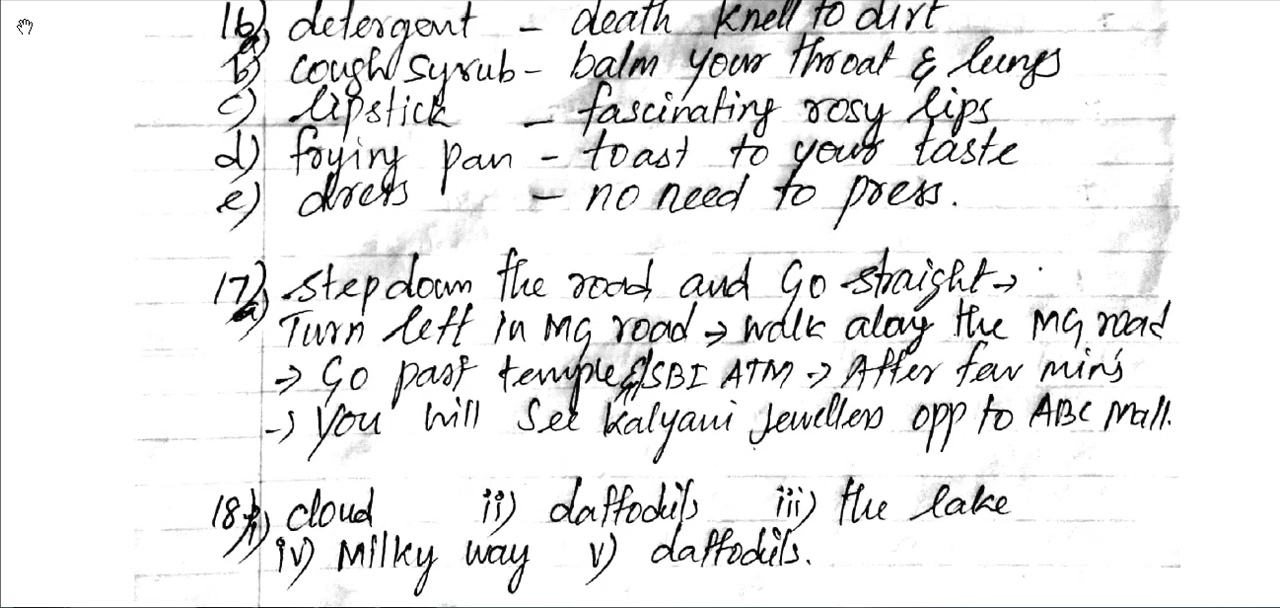 16) detergent - death knell to dirt
a)
b) cough syrub - balm your throat & lungs
c) lipstick - fascinating rosy lips
d) frying pan - toast to your taste
e) dress - no need to press.
17) step down the road and Go straight →
a) Turn left in MG road → walk along the MG road
→ Go past temple & SBI ATM → After few min's
→ You will see Kalyani Jewellers opp to ABC Mall.
18) i) cloud ii) daffodils iii) the lake
iv) Milky way v) daffodils.